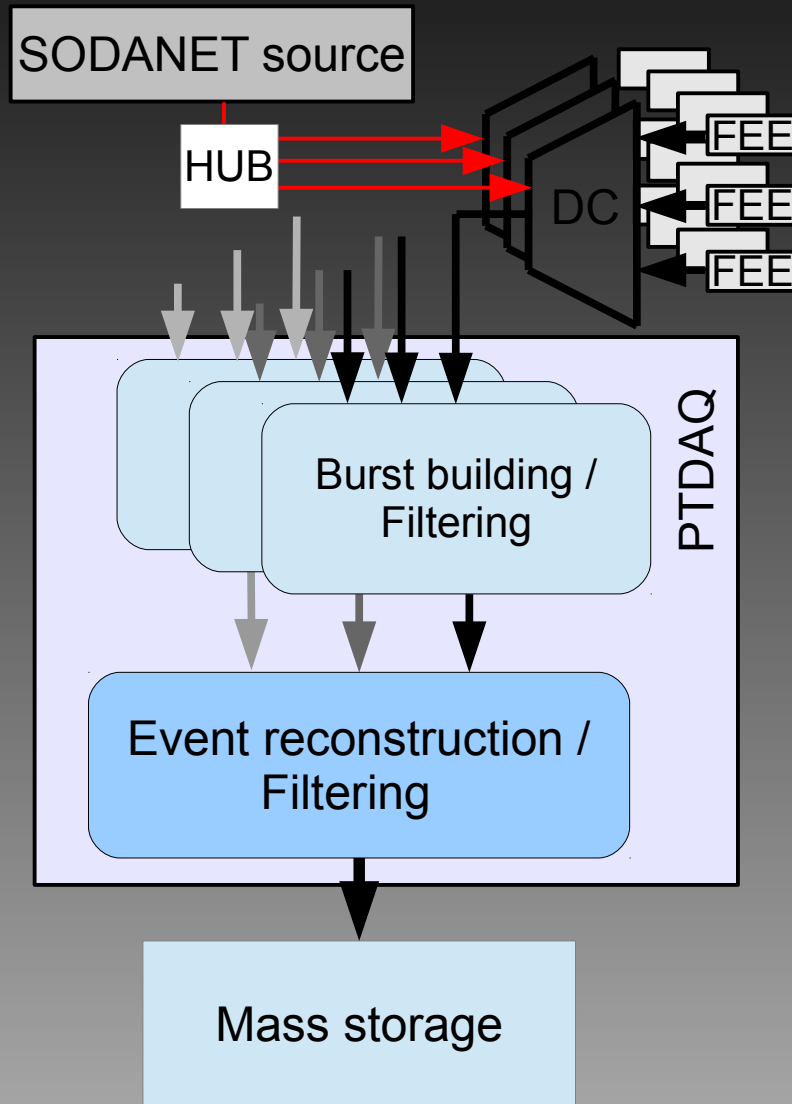 SODANET source
HUB
DC
FEE
FEE
FEE
PTDAQ
Burst building /
Filtering
Event reconstruction /
Filtering
Mass storage